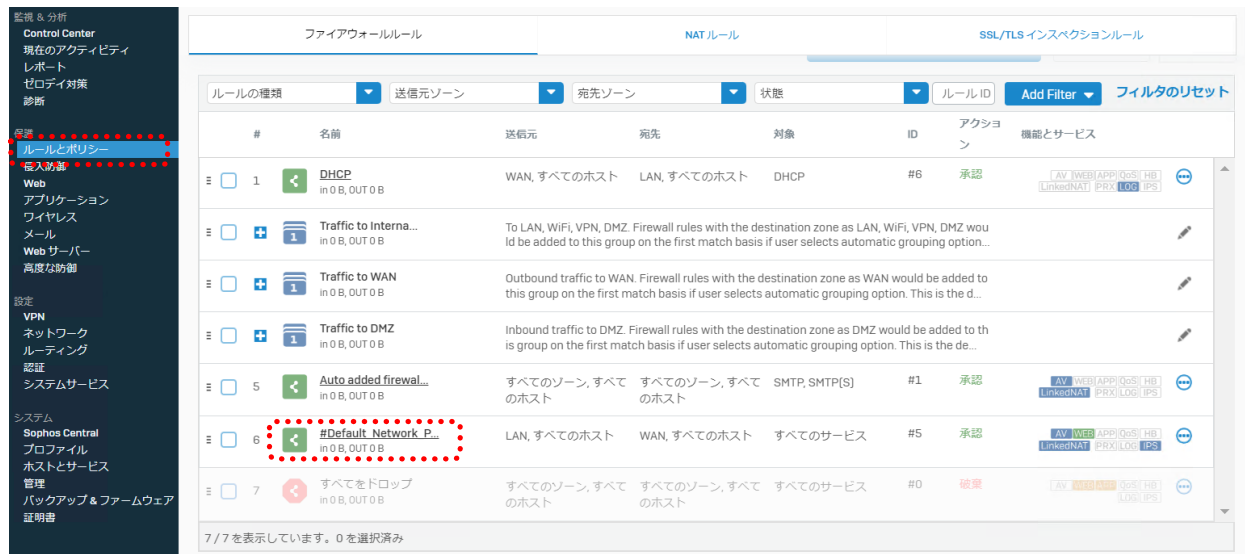 監視 & 分析
Control Center
現在のアクティビティ
レポート
ゼロデイ対策
診断
保護
ルールとポリシー
侵入防御
Web
アプリケーション
ワイヤレス
メール
Web サーバー
高度な防御
設定
VPN
ネットワーク
ルーティング
認証
システムサービス
システム
Sophos Central
プロファイル
ホストとサービス
管理
バックアップ & ファームウェア
証明書
ファイアウォールルール NAT ルール SSL/TLS インスペクションルール
ルールの種類 送信元ゾーン 宛先ゾーン 状態 ルール ID Add Filter フィルタのリセット
# 名前 送信元 宛先 対象 ID アクショ 機能とサービス
ン
1 DHCP WAN, すべてのホスト LAN, すべてのホスト DHCP #6 承認 AV WEB APP QoS HB
in 0 B, OUT 0 B LinkedNAT PRX LOG IPS
1 Traffic to Interna... To LAN, WiFi, VPN, DMZ. Firewall rules with the destination zone as LAN, WiFi, VPN, DMZ wou
in 0 B, OUT 0 B ld be added to this group on the first match basis if user selects automatic grouping option...
1 Traffic to WAN Outbound traffic to WAN. Firewall rules with the destination zone as WAN would be added to
in 0 B, OUT 0 B this group on the first match basis if user selects automatic grouping option. This is the d...
1 Traffic to DMZ Inbound traffic to DMZ. Firewall rules with the destination zone as DMZ would be added to th
in 0 B, OUT 0 B is group on the first match basis if user selects automatic grouping option. This is the de...
5 Auto added firewal... すべてのゾーン, すべて すべてのゾーン, すべて SMTP, SMTP(S) #1 承認 AV WEB APP QoS HB
in 0 B, OUT 0 B のホスト のホスト LinkedNAT PRX LOG IPS
6 #Default_Network_P... LAN, すべてのホスト WAN, すべてのホスト すべてのサービス #5 承認 AV WEB APP QoS HB
in 0 B, OUT 0 B LinkedNAT PRX LOG IPS
7 すべてをドロップ すべてのゾーン, すべて すべてのゾーン, すべて すべてのサービス #0 破棄 AV WEB APP QoS HB
in 0 B, OUT 0 B のホスト のホスト LOG IPS
7 / 7 を表示しています。0 を選択済み